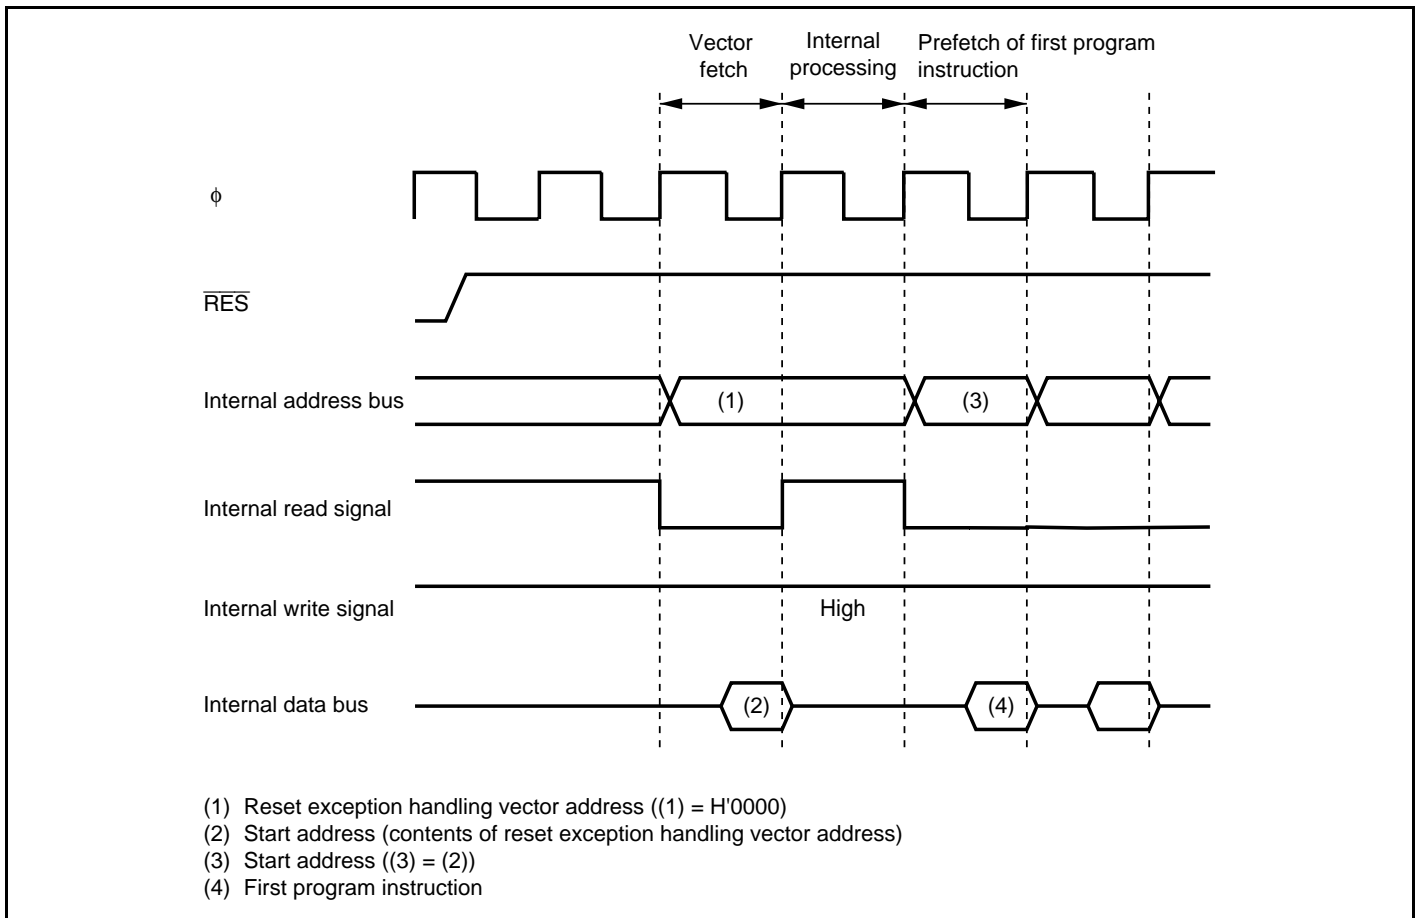 Vector
fetch
Internal
processing
Prefetch of first program
instruction
ϕ
R̅E̅S̅
Internal address bus
(1)
(3)
Internal read signal
Internal write signal
High
Internal data bus
(2)
(4)
(1) Reset exception handling vector address ((1) = H'0000)
(2) Start address (contents of reset exception handling vector address)
(3) Start address ((3) = (2))
(4) First program instruction